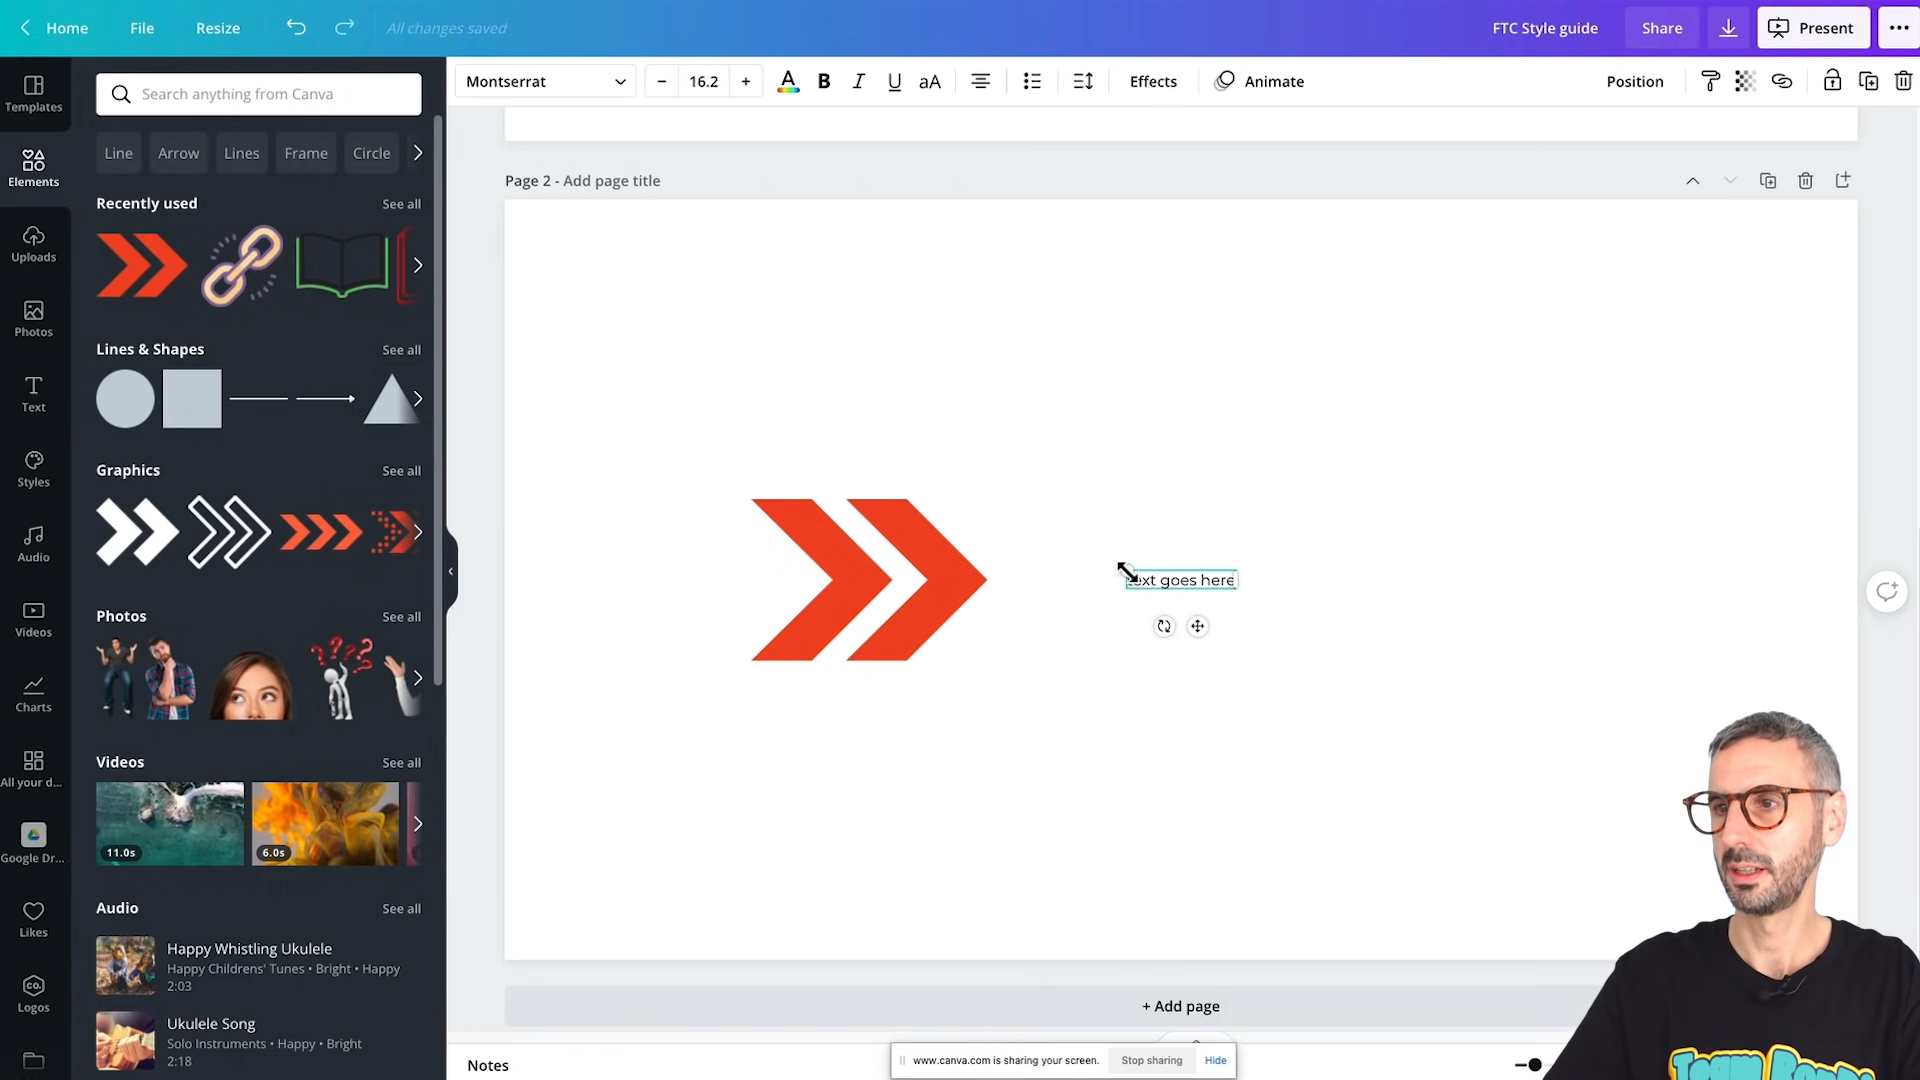 Home
File
Resize
All changes saved
FTC Style guide
Share
Present
Templates
Elements
Uploads
Photos
Text
Styles
Audio
Videos
Charts
All your d...
Google Dr...
Likes
Logos
Search anything from Canva
Line
Arrow
Lines
Frame
Circle
Recently used
See all
Lines & Shapes
See all
Graphics
See all
Photos
See all
Videos
See all
11.0s
6.0s
Audio
See all
Happy Whistling Ukulele
Happy Childrens' Tunes • Bright • Happy
2:03
Ukulele Song
Solo Instruments • Happy • Bright
2:18
Montserrat
16.2
B
I
U
aA
Effects
Animate
Position
Page 2 - Add page title
text goes here
+ Add page
Notes
www.canva.com is sharing your screen.
Stop sharing
Hide